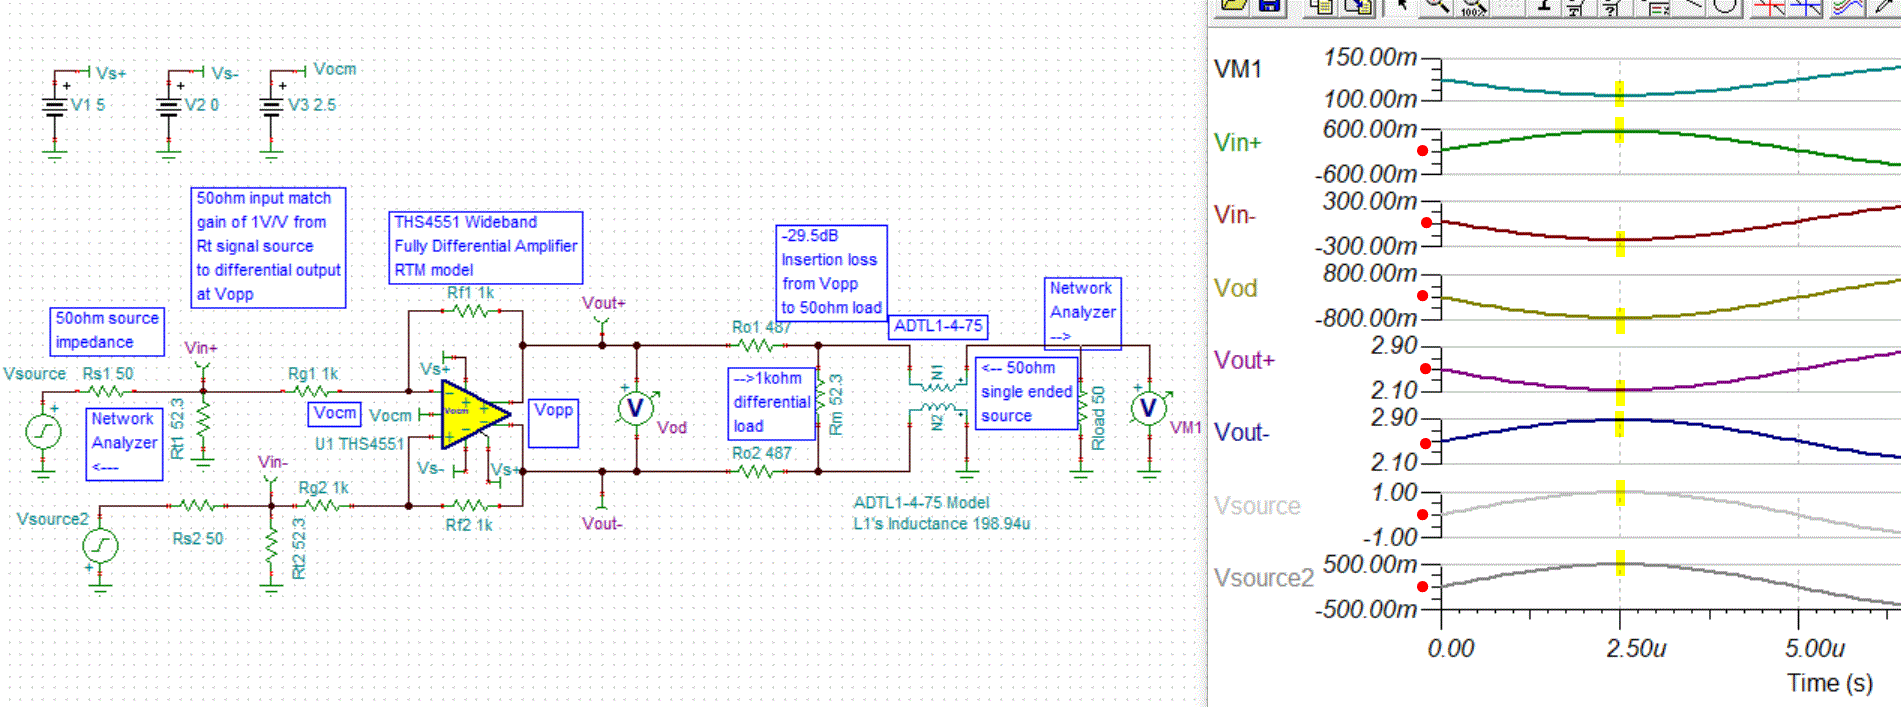 Vs+
Vs-
Vocm
V1 5
V2 0
V3 2.5
50ohm input match
gain of 1V/V from
Rt signal source
to differential output
at Vopp
THS4551 Wideband
Fully Differential Amplifier
RTM model
-29.5dB
Insertion loss
from Vopp
to 50ohm load
Network
Analyzer
-->
ADTL1-4-75
50ohm source
impedance
Rf1 1k
Vout+
Ro1 487
Vin+
Vsource
Rs1 50
Rg1 1k
Vs+
Network
Analyzer
<---
Rt1 52.3
Vocm
Vocm
Vocm
U1 THS4551
Vopp
Vod
-->1kohm
differential
load
Rm 52.3
N1
N2
<-- 50ohm
single ended
source
Rload 50
V
V
VM1
Vin-
Vs-
Vs+
Ro2 487
Rg2 1k
Vsource2
Rs2 50
Rt2 52.3
Rf2 1k
Vout-
ADTL1-4-75 Model
L1's Inductance 198.94u
100%
VM1
150.00m
100.00m
Vin+
600.00m
-600.00m
Vin-
300.00m
-300.00m
Vod
800.00m
-800.00m
Vout+
2.90
2.10
Vout-
2.90
2.10
Vsource
1.00
-1.00
Vsource2
500.00m
-500.00m
0.00
2.50u
5.00u
Time (s)